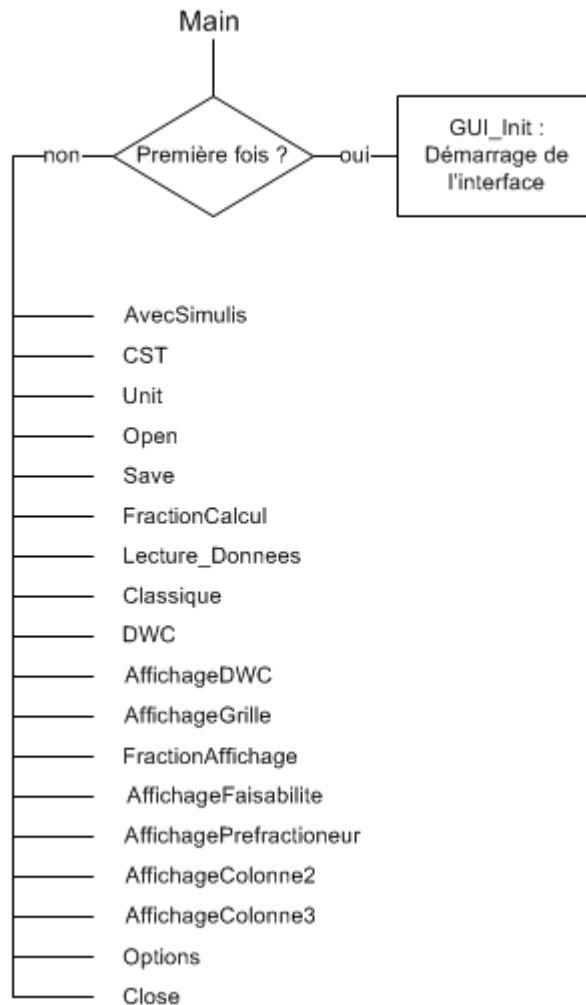 Main
Première fois ?
non
oui
GUI_Init :
Démarrage de
l'interface
AvecSimulis
CST
Unit
Open
Save
FractionCalcul
Lecture_Donnees
Classique
DWC
AffichageDWC
AffichageGrille
FractionAffichage
AffichageFaisabilite
AffichagePrefractioneur
AffichageColonne2
AffichageColonne3
Options
Close